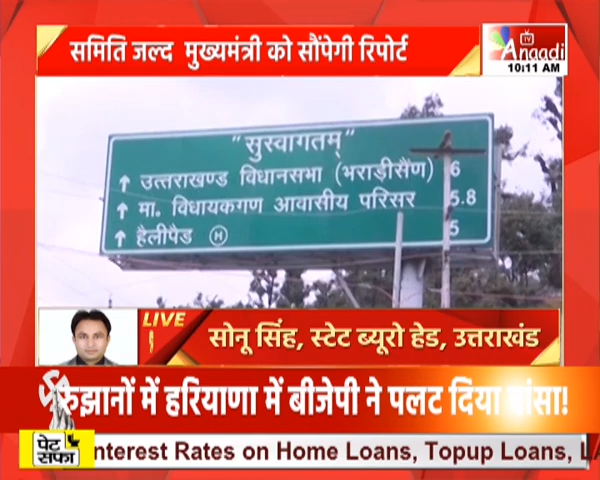 समिति जल्द मुख्यमंत्री को सौंपेगी रिपोर्ट
TV
Anaadi
10:11 AM
"सुस्वागतम्"
उत्तराखण्ड विधानसभा (भराड़ीसैंण) 6
मा. विधायकगण आवासीय परिसर 5.8
हैलीपैड H 5
LIVE
सोनू सिंह, स्टेट ब्यूरो हेड, उत्तराखंड
रुझानों में हरियाणा में बीजेपी ने पलट दिया पांसा!
पेट
सफा
nterest Rates on Home Loans, Topup Loans,